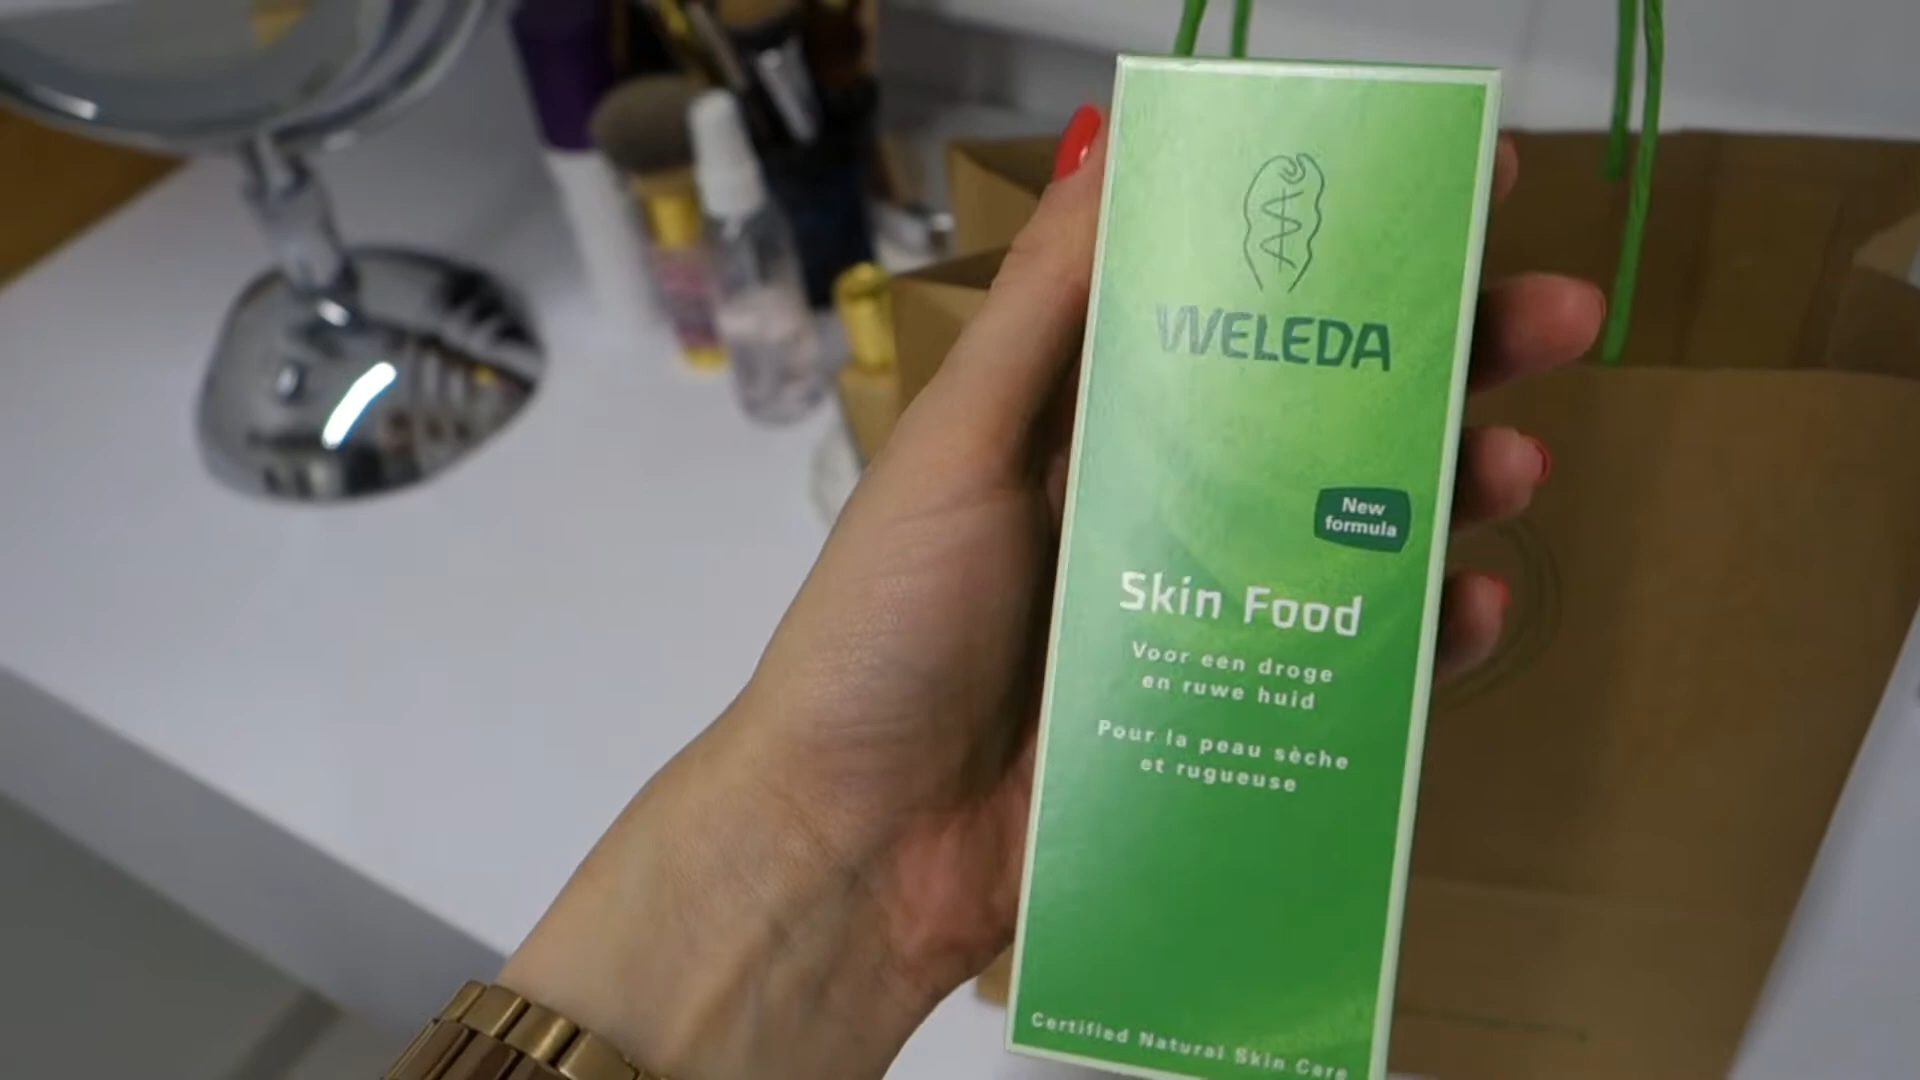 WELEDA
New
formula
Skin Food
Voor een droge
en ruwe huid
Pour la peau sèche
et rugueuse
Certified Natural Skin Care